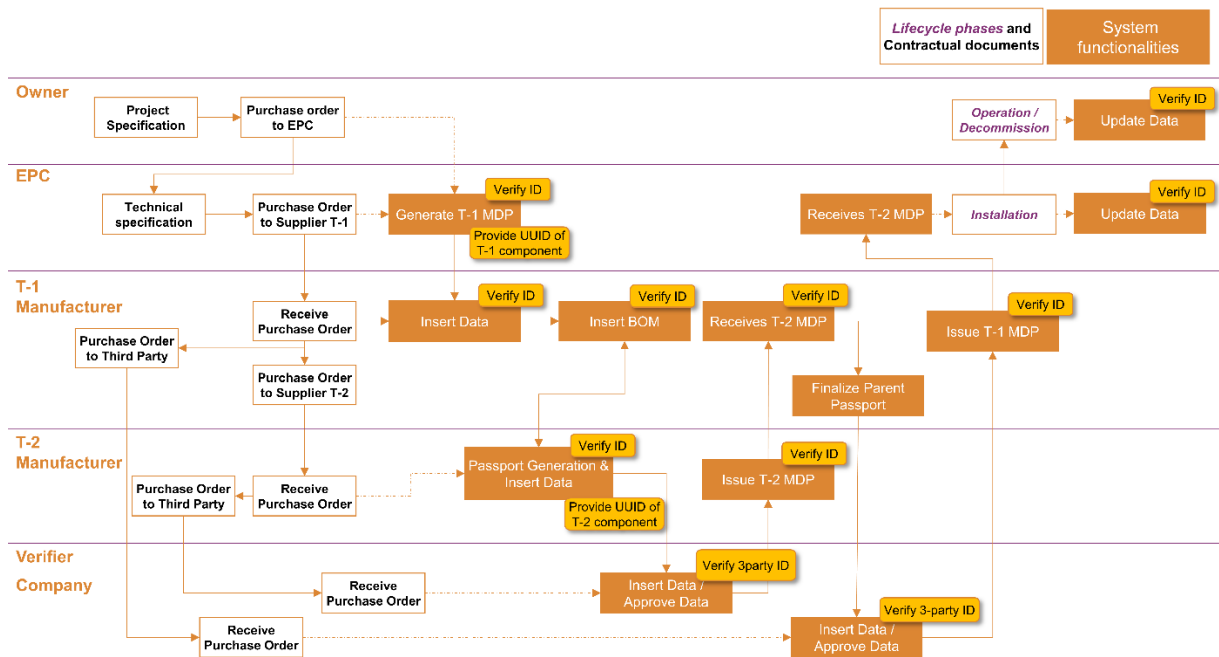 Lifecycle phases and
Contractual documents
System
functionalities
Owner
Project
Specification
Purchase order
to EPC
Operation /
Decommission
Verify ID
Update Data
EPC
Technical
specification
Purchase Order
to Supplier T-1
Verify ID
Generate T-1 MDP
Provide UUID of
T-1 component
Receives T-2 MDP
Installation
Verify ID
Update Data
T-1
Manufacturer
Receive
Purchase Order
Verify ID
Insert Data
Verify ID
Insert BOM
Verify ID
Receives T-2 MDP
Verify ID
Issue T-1 MDP
Purchase Order
to Third Party
Purchase Order
to Supplier T-2
Finalize Parent
Passport
T-2
Manufacturer
Purchase Order
to Third Party
Receive
Purchase Order
Verify ID
Passport Generation &
Insert Data
Provide UUID of
T-2 component
Verify ID
Issue T-2 MDP
Verifier
Company
Receive
Purchase Order
Verify 3party ID
Insert Data /
Approve Data
Receive
Purchase Order
Verify 3-party ID
Insert Data /
Approve Data